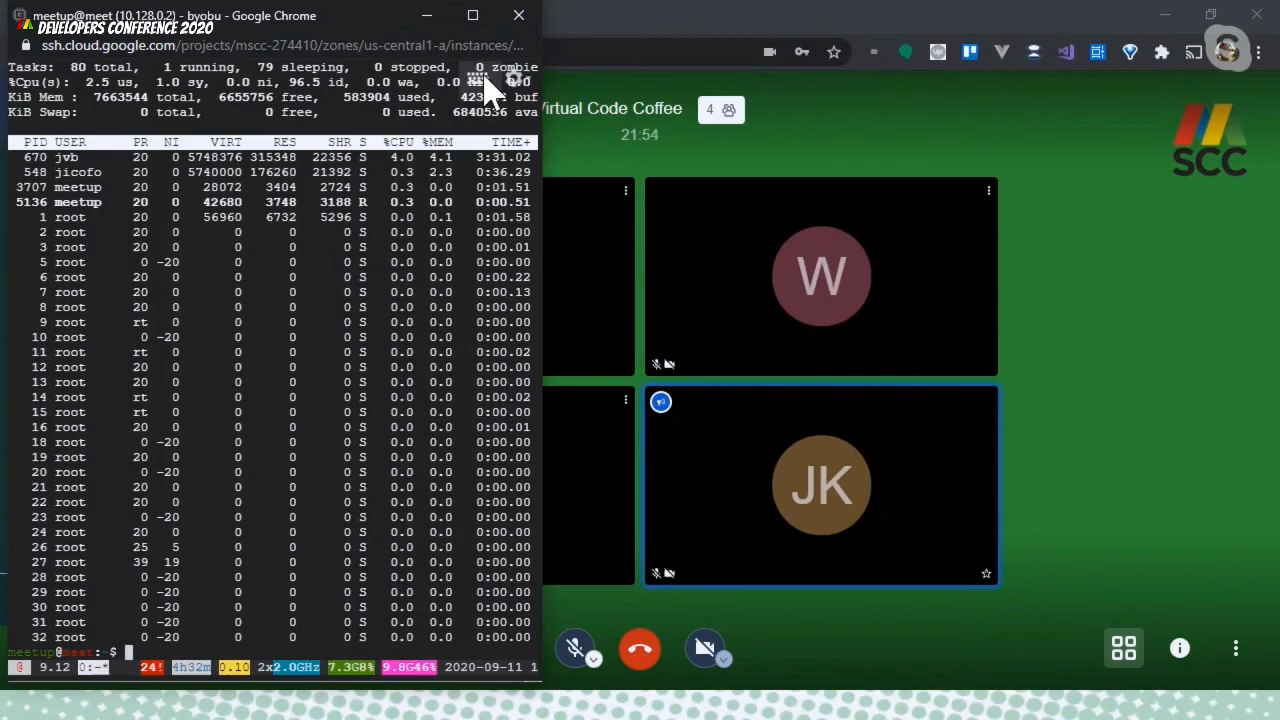 meetup@meet (10.128.0.2) - byobu - Google Chrome
DEVELOPERS CONFERENCE 2020
ssh.cloud.google.com/projects/mscc-274410/zones/us-central1-a/instances/...
Tasks: 80 total, 1 running, 79 sleeping, 0 stopped, 0 zombie
%Cpu(s): 2.5 us, 1.0 sy, 0.0 ni, 96.5 id, 0.0 wa, 0.0
KiB Mem : 7663544 total, 6655756 free, 583904 used, buf
KiB Swap: 0 total, 0 free, 0 used. 6840536 ava
PID USER PR NI VIRT RES SHR S %CPU %MEM TIME+
670 jvb 20 0 5748376 315348 22356 S 4.0 4.1 3:31.02
548 jicofo 20 0 5740000 176260 21392 S 0.3 2.3 0:36.29
3707 meetup 20 0 28072 3404 2724 S 0.3 0.0 0:01.51
5136 meetup 20 0 42680 3748 3188 R 0.3 0.0 0:00.51
1 root 20 0 56960 6732 5296 S 0.0 0.1 0:01.58
2 root 20 0 0 0 0 S 0.0 0.0 0:00.00
3 root 20 0 0 0 0 S 0.0 0.0 0:00.01
5 root 0 -20 0 0 0 S 0.0 0.0 0:00.00
6 root 20 0 0 0 0 S 0.0 0.0 0:00.22
7 root 20 0 0 0 0 S 0.0 0.0 0:00.13
8 root 20 0 0 0 0 S 0.0 0.0 0:00.00
9 root rt 0 0 0 0 S 0.0 0.0 0:00.00
10 root 0 -20 0 0 0 S 0.0 0.0 0:00.00
11 root rt 0 0 0 0 S 0.0 0.0 0:00.02
12 root 20 0 0 0 0 S 0.0 0.0 0:00.00
13 root 20 0 0 0 0 S 0.0 0.0 0:00.00
14 root rt 0 0 0 0 S 0.0 0.0 0:00.02
15 root rt 0 0 0 0 S 0.0 0.0 0:00.00
16 root 20 0 0 0 0 S 0.0 0.0 0:00.01
18 root 0 -20 0 0 0 S 0.0 0.0 0:00.00
19 root 20 0 0 0 0 S 0.0 0.0 0:00.00
20 root 0 -20 0 0 0 S 0.0 0.0 0:00.00
21 root 20 0 0 0 0 S 0.0 0.0 0:00.00
22 root 20 0 0 0 0 S 0.0 0.0 0:00.00
23 root 0 -20 0 0 0 S 0.0 0.0 0:00.00
24 root 20 0 0 0 0 S 0.0 0.0 0:00.00
26 root 25 5 0 0 0 S 0.0 0.0 0:00.00
27 root 39 19 0 0 0 S 0.0 0.0 0:00.00
28 root 0 -20 0 0 0 S 0.0 0.0 0:00.00
29 root 0 -20 0 0 0 S 0.0 0.0 0:00.00
30 root 0 -20 0 0 0 S 0.0 0.0 0:00.00
31 root 0 -20 0 0 0 S 0.0 0.0 0:00.00
32 root 0 -20 0 0 0 S 0.0 0.0 0:00.00
meetup@meet:~$
@ 9.12 0:-* 24! 4h32m 0.10 2x2.0GHz 7.3G8% 9.8G46% 2020-09-11 1
Virtual Code Coffee 4
21:54
SCC
W
JK